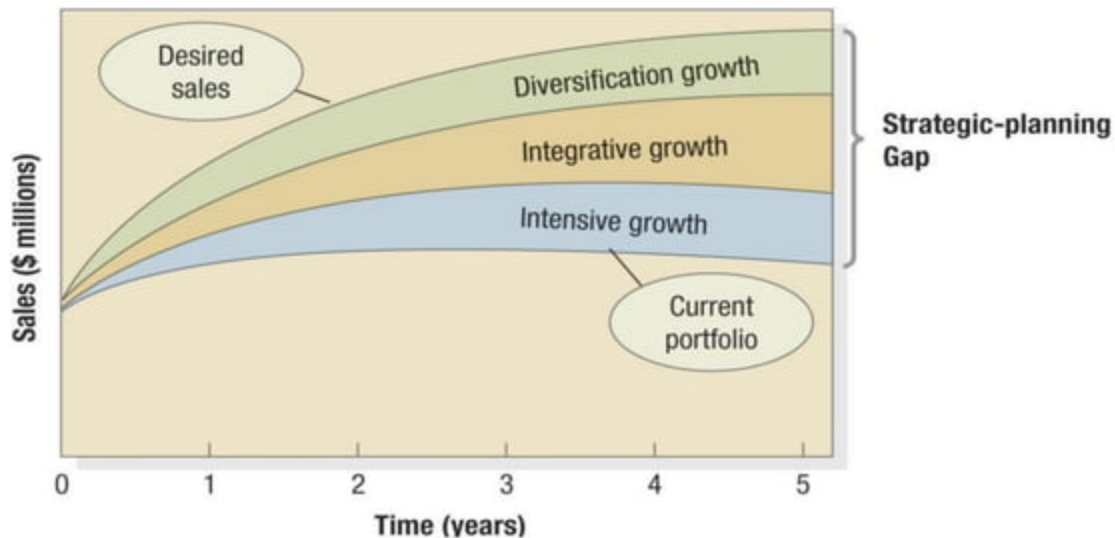 Desired
sales
Diversification growth
Integrative growth
Intensive growth
Current
portfolio
Strategic-planning
Gap
Sales ($ millions)
0 1 2 3 4 5
Time (years)